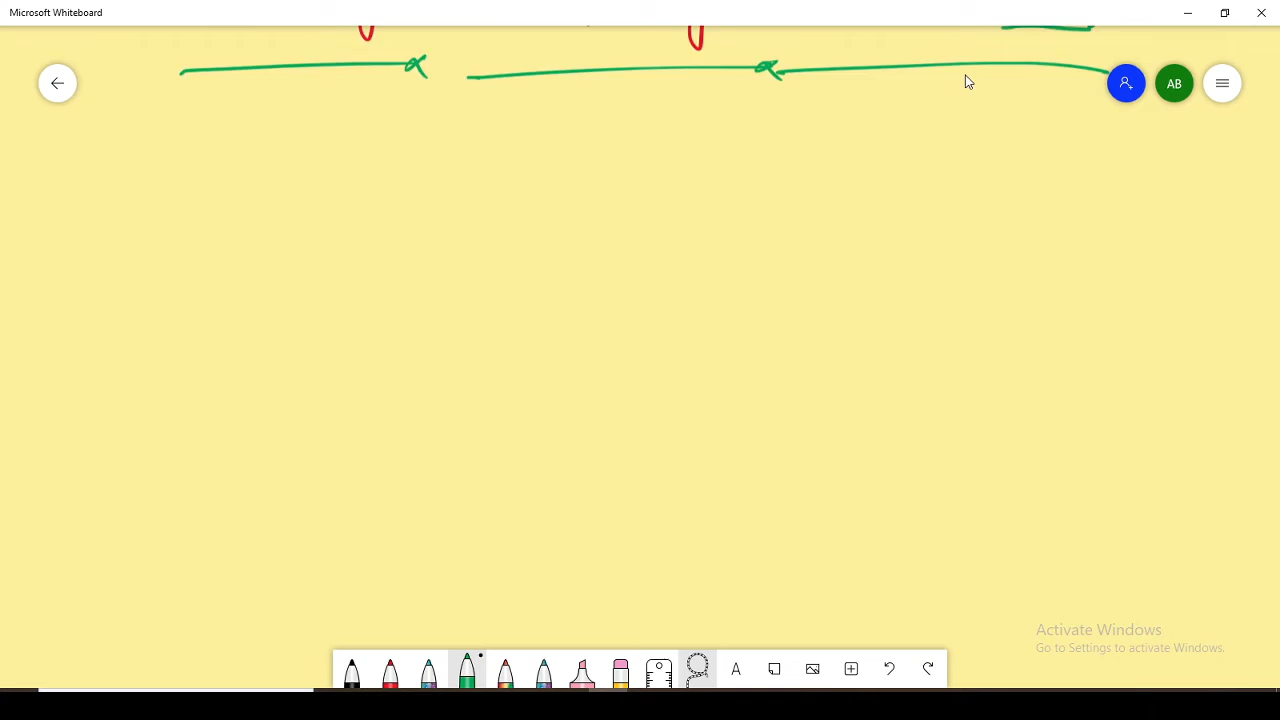 Microsoft Whiteboard
AB
Activate Windows
Go to Settings to activate Windows.
A